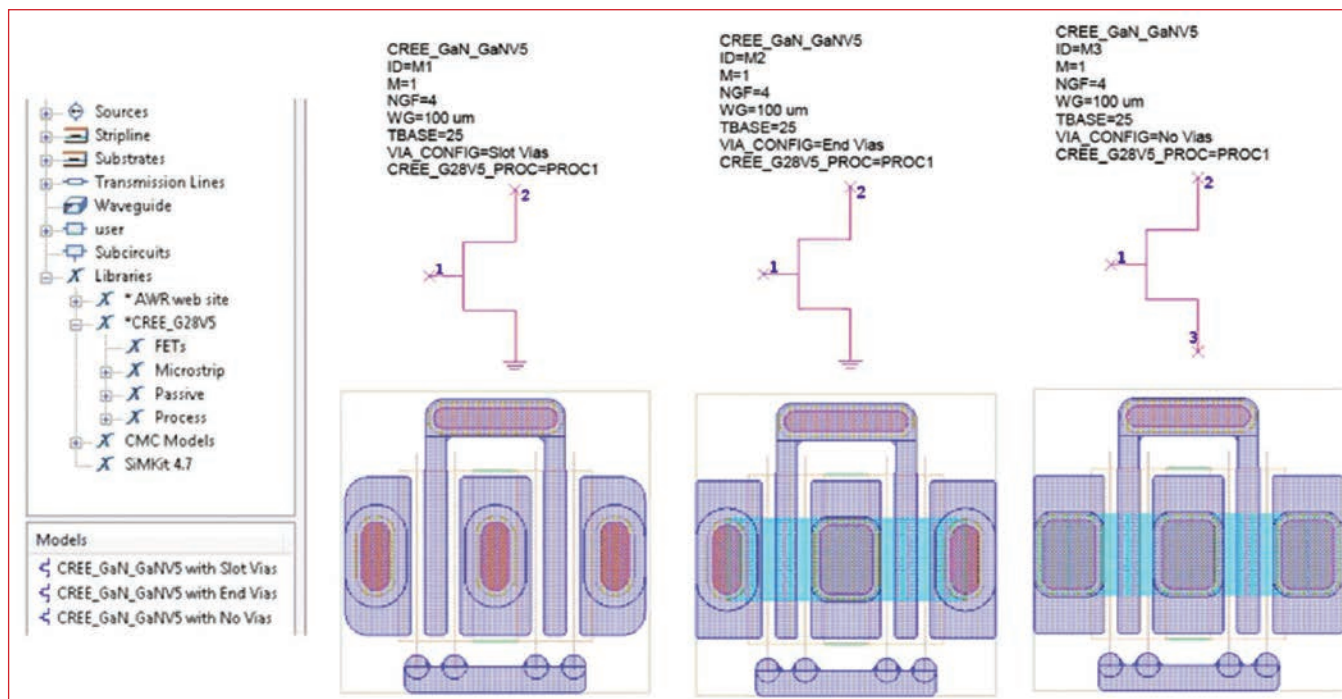 Sources
Stripline
Substrates
Transmission Lines
Waveguide
user
Subcircuits
Libraries
* AWR web site
*CREE_G28V5
FETs
Microstrip
Passive
Process
CMC Models
SiMKit 4.7
Models
CREE_GaN_GaNV5 with Slot Vias
CREE_GaN_GaNV5 with End Vias
CREE_GaN_GaNV5 with No Vias
CREE_GaN_GaNV5
ID=M1
M=1
NGF=4
WG=100 um
TBASE=25
VIA_CONFIG=Slot Vias
CREE_G28V5_PROC=PROC1
2
1
CREE_GaN_GaNV5
ID=M2
M=1
NGF=4
WG=100 um
TBASE=25
VIA_CONFIG=End Vias
CREE_G28V5_PROC=PROC1
2
1
CREE_GaN_GaNV5
ID=M3
M=1
NGF=4
WG=100 um
TBASE=25
VIA_CONFIG=No Vias
CREE_G28V5_PROC=PROC1
2
1
3